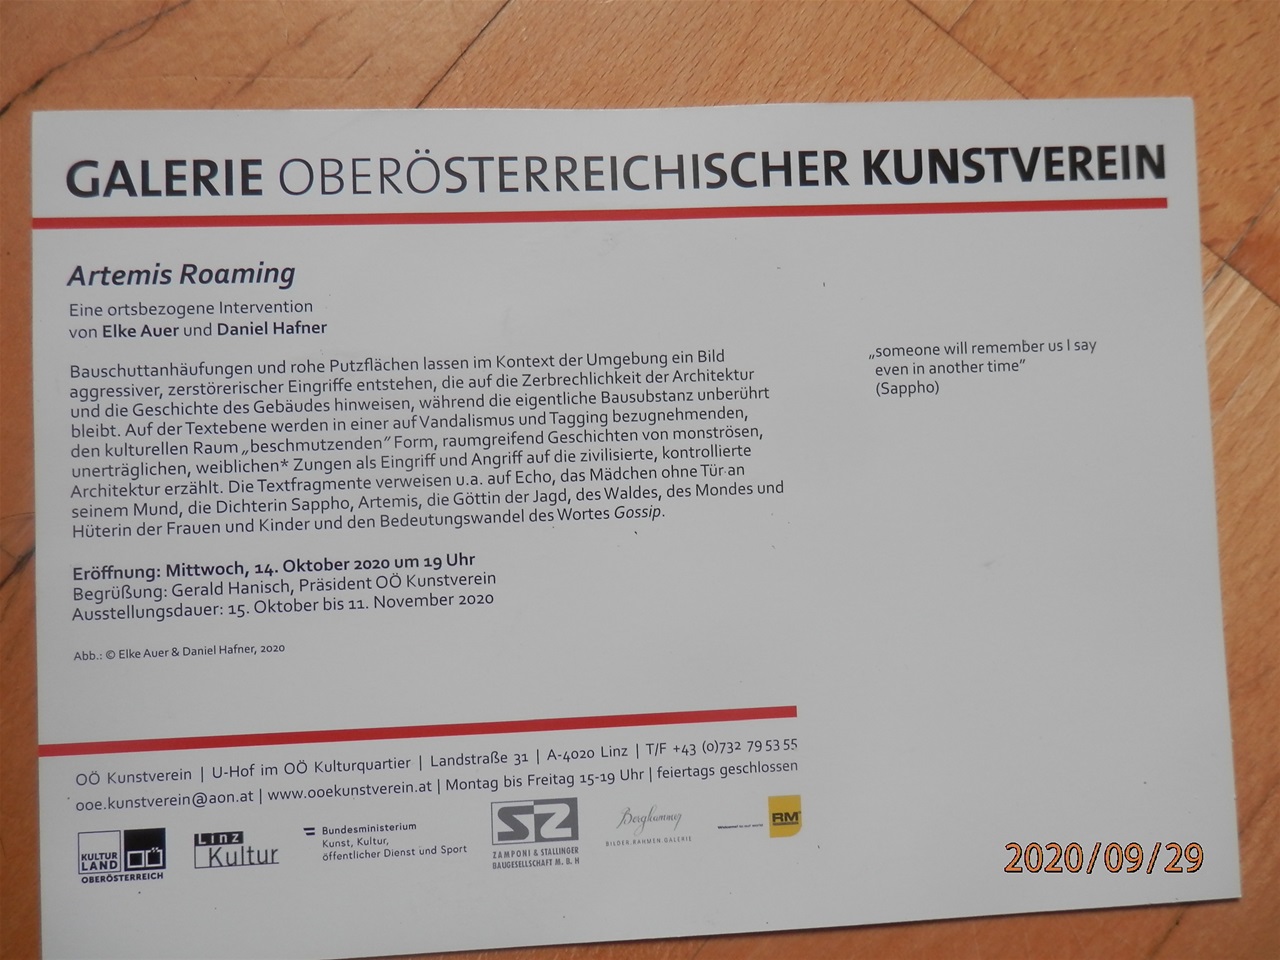 GALERIE OBERÖSTERREICHISCHER KUNSTVEREIN
Artemis Roaming
Eine ortsbezogene Intervention
von Elke Auer und Daniel Hafner
Bauschuttanhäufungen und rohe Putzflächen lassen im Kontext der Umgebung ein Bild
aggressiver, zerstörerischer Eingriffe entstehen, die auf die Zerbrechlichkeit der Architektur
und die Geschichte des Gebäudes hinweisen, während die eigentliche Bausubstanz unberührt
bleibt. Auf der Textebene werden in einer auf Vandalismus und Tagging bezugnehmenden,
den kulturellen Raum „beschmutzenden“ Form, raumgreifend Geschichten von monströsen,
unerträglichen, weiblichen* Zungen als Eingriff und Angriff auf die zivilisierte, kontrollierte
Architektur erzählt. Die Textfragmente verweisen u.a. auf Echo, das Mädchen ohne Tür an
seinem Mund, die Dichterin Sappho, Artemis, die Göttin der Jagd, des Waldes, des Mondes und
Hüterin der Frauen und Kinder und den Bedeutungswandel des Wortes Gossip.
„someone will remember us I say
even in another time“
(Sappho)
Eröffnung: Mittwoch, 14. Oktober 2020 um 19 Uhr
Begrüßung: Gerald Hanisch, Präsident OÖ Kunstverein
Ausstellungsdauer: 15. Oktober bis 11. November 2020
Abb.: © Elke Auer & Daniel Hafner, 2020
OÖ Kunstverein | U-Hof im OÖ Kulturquartier | Landstraße 31 | A-4020 Linz | T/F +43 (0)732 79 53 55
ooe.kunstverein@aon.at | www.ooekunstverein.at | Montag bis Freitag 15-19 Uhr | feiertags geschlossen
KULTUR
LAND OÖ
OBERÖSTERREICH
Linz
Kultur
Bundesministerium
Kunst, Kultur,
öffentlicher Dienst und Sport
SZ
ZAMPONI & STALLINGER
BAUGESELLSCHAFT M. B. H
Berghammer
BILDER.RAHMEN.GALERIE
RM
2020/09/29